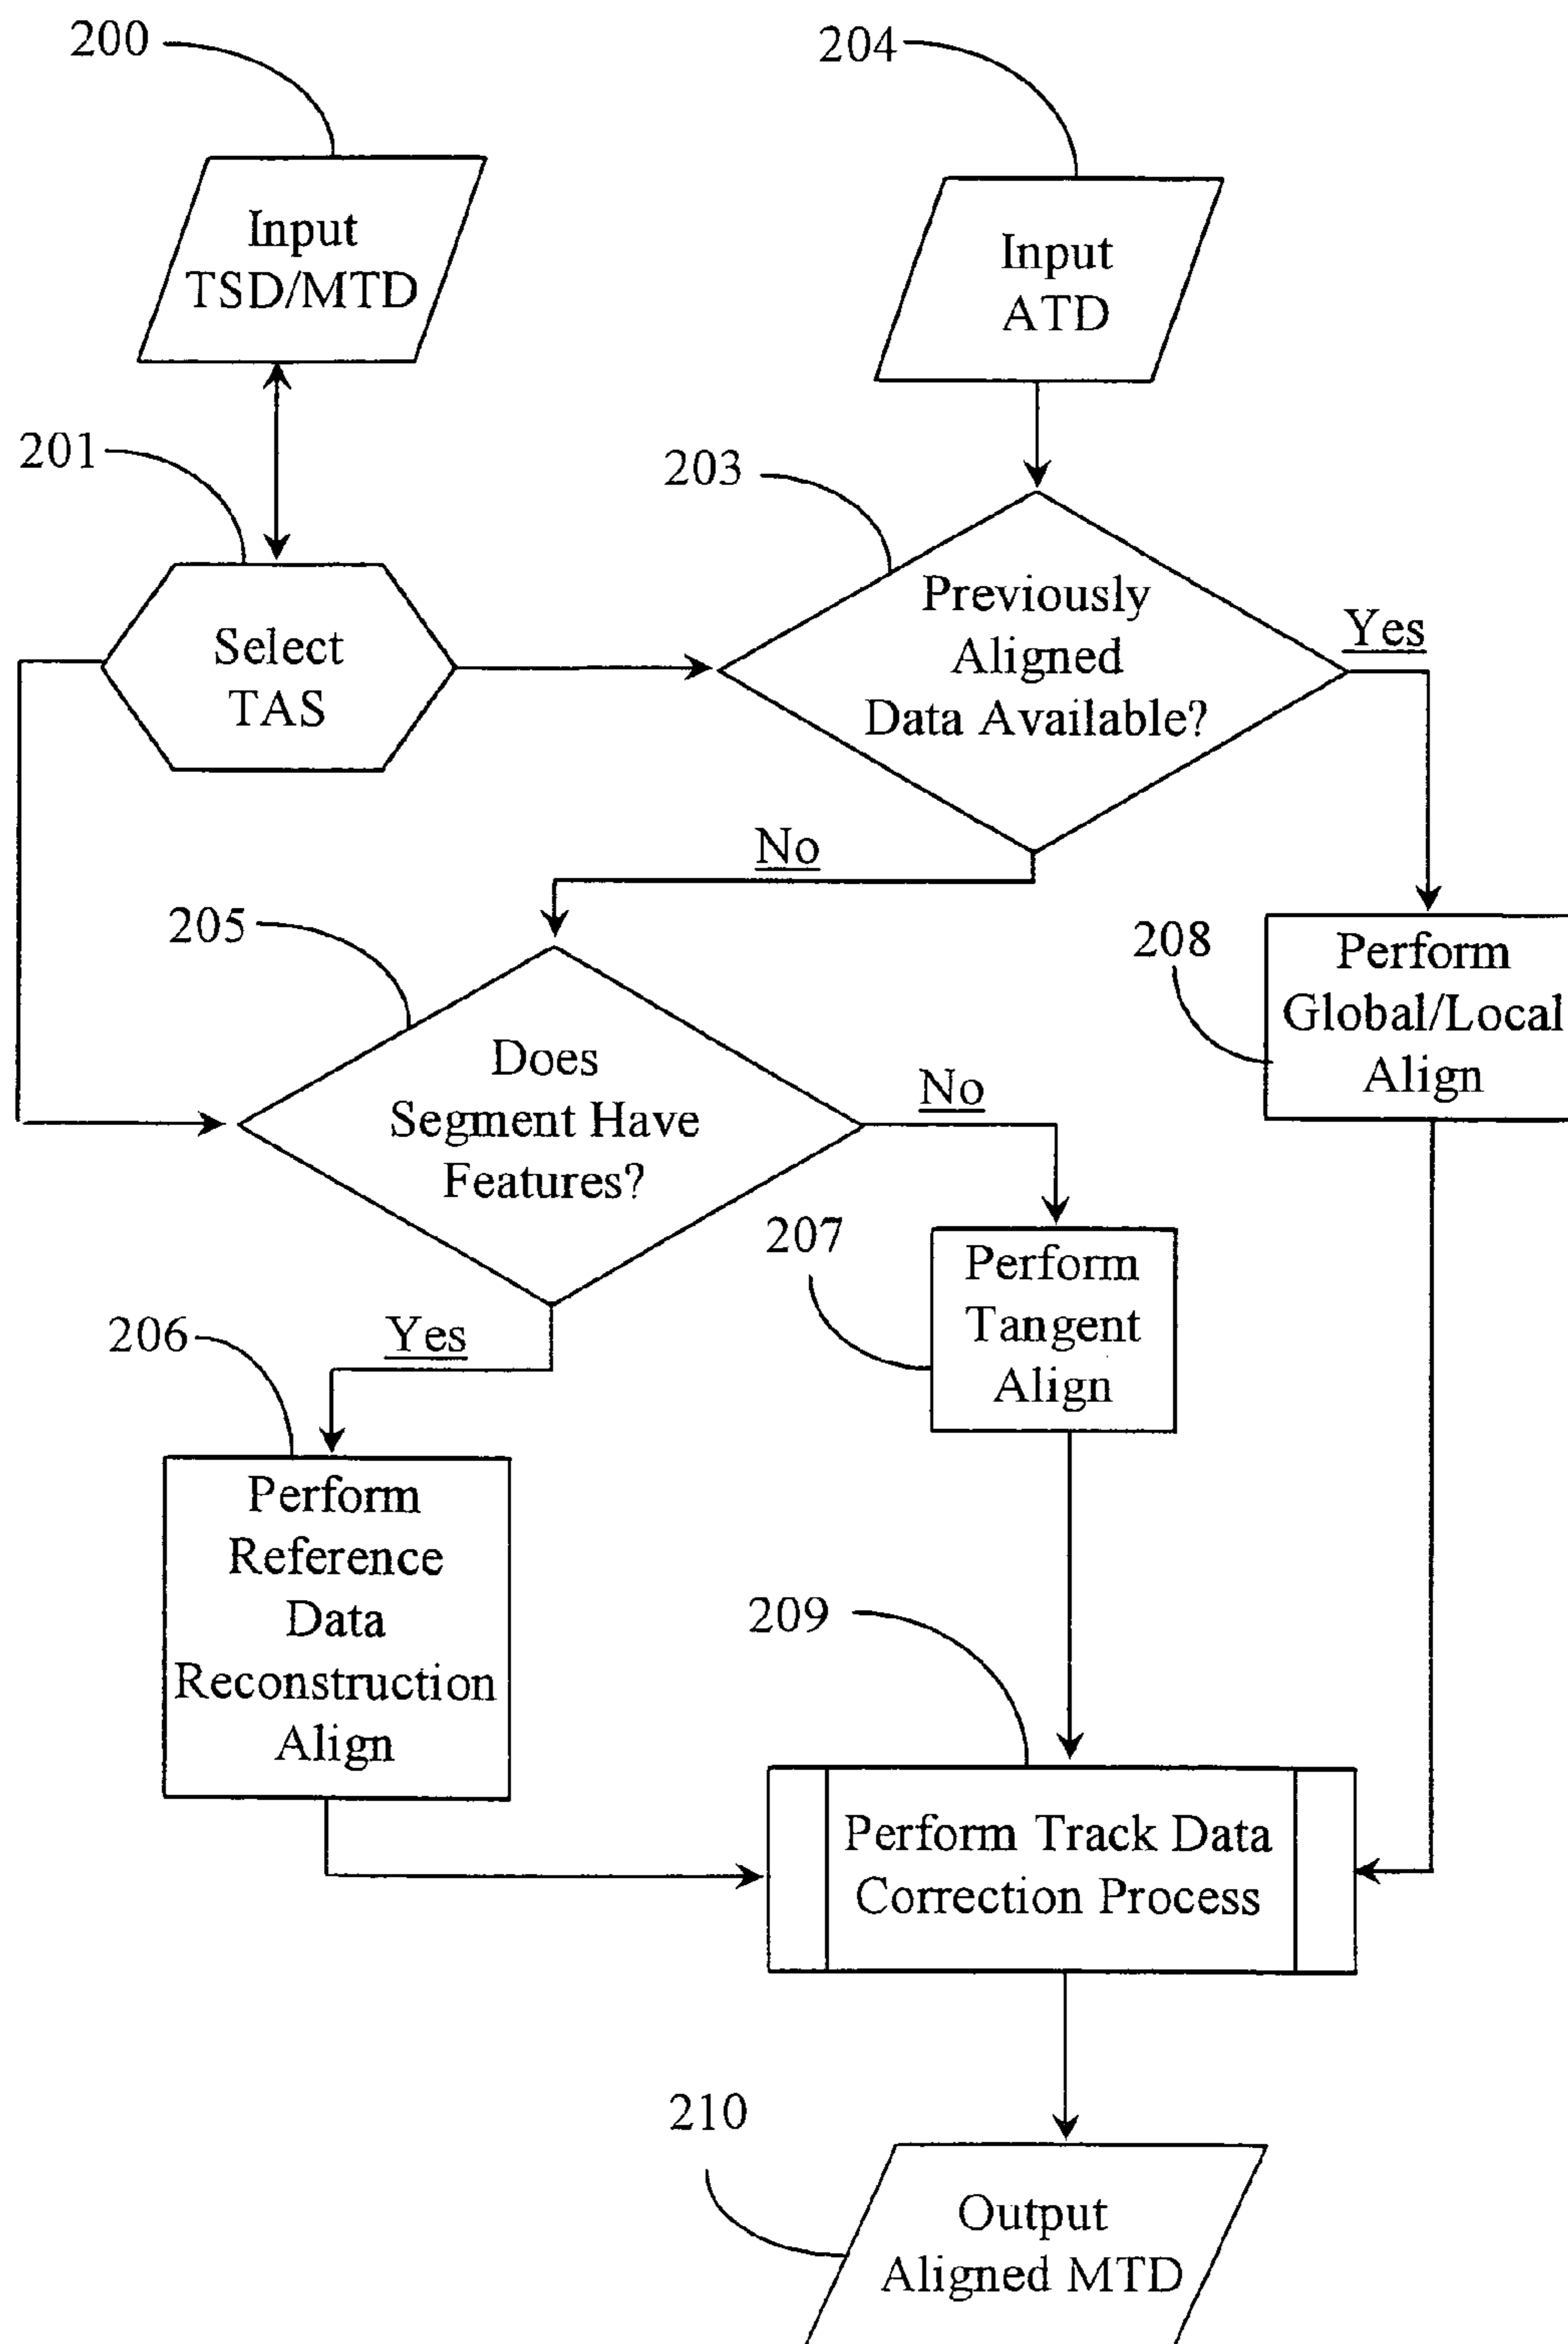 200
204
Input
TSD/MTD
Input
ATD
201
203
Select
TAS
Previously
Aligned
Data Available?
Yes
No
205
208
Perform
Global/Local
Align
Does
Segment Have
Features?
No
207
Perform
Tangent
Align
206
Yes
Perform
Reference
Data
Reconstruction
Align
209
Perform Track Data
Correction Process
210
Output
Aligned MTD